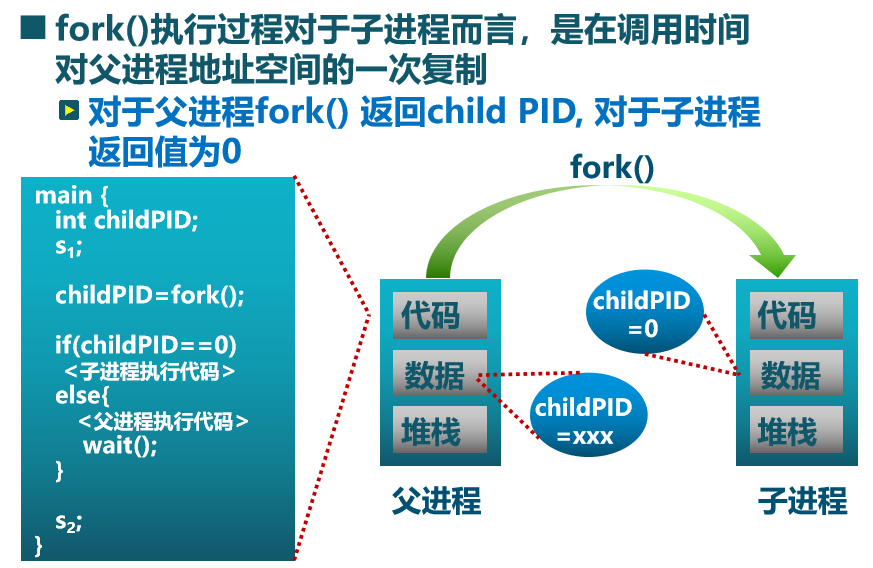 fork()执行过程对于子进程而言，是在调用时间
对父进程地址空间的一次复制
对于父进程fork() 返回child PID, 对于子进程
返回值为0
main {
int childPID;
s1;
childPID=fork();
if(childPID==0)
<子进程执行代码>
else{
<父进程执行代码>
wait();
}
s2;
}
fork()
代码
数据
堆栈
父进程
childPID
=xxx
childPID
=0
代码
数据
堆栈
子进程